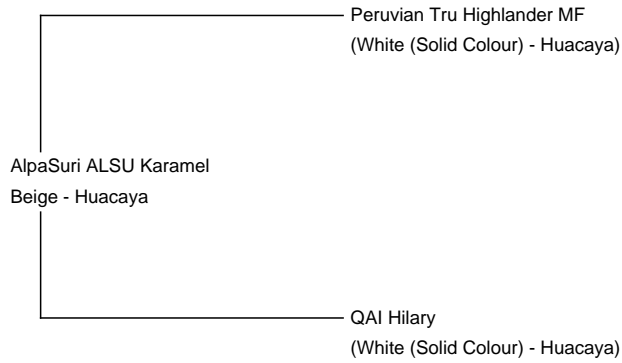 Peruvian Tru Highlander MF
(White (Solid Colour) - Huacaya)
AlpaSuri ALSU Karamel
Beige - Huacaya
QAI Hilary
(White (Solid Colour) - Huacaya)